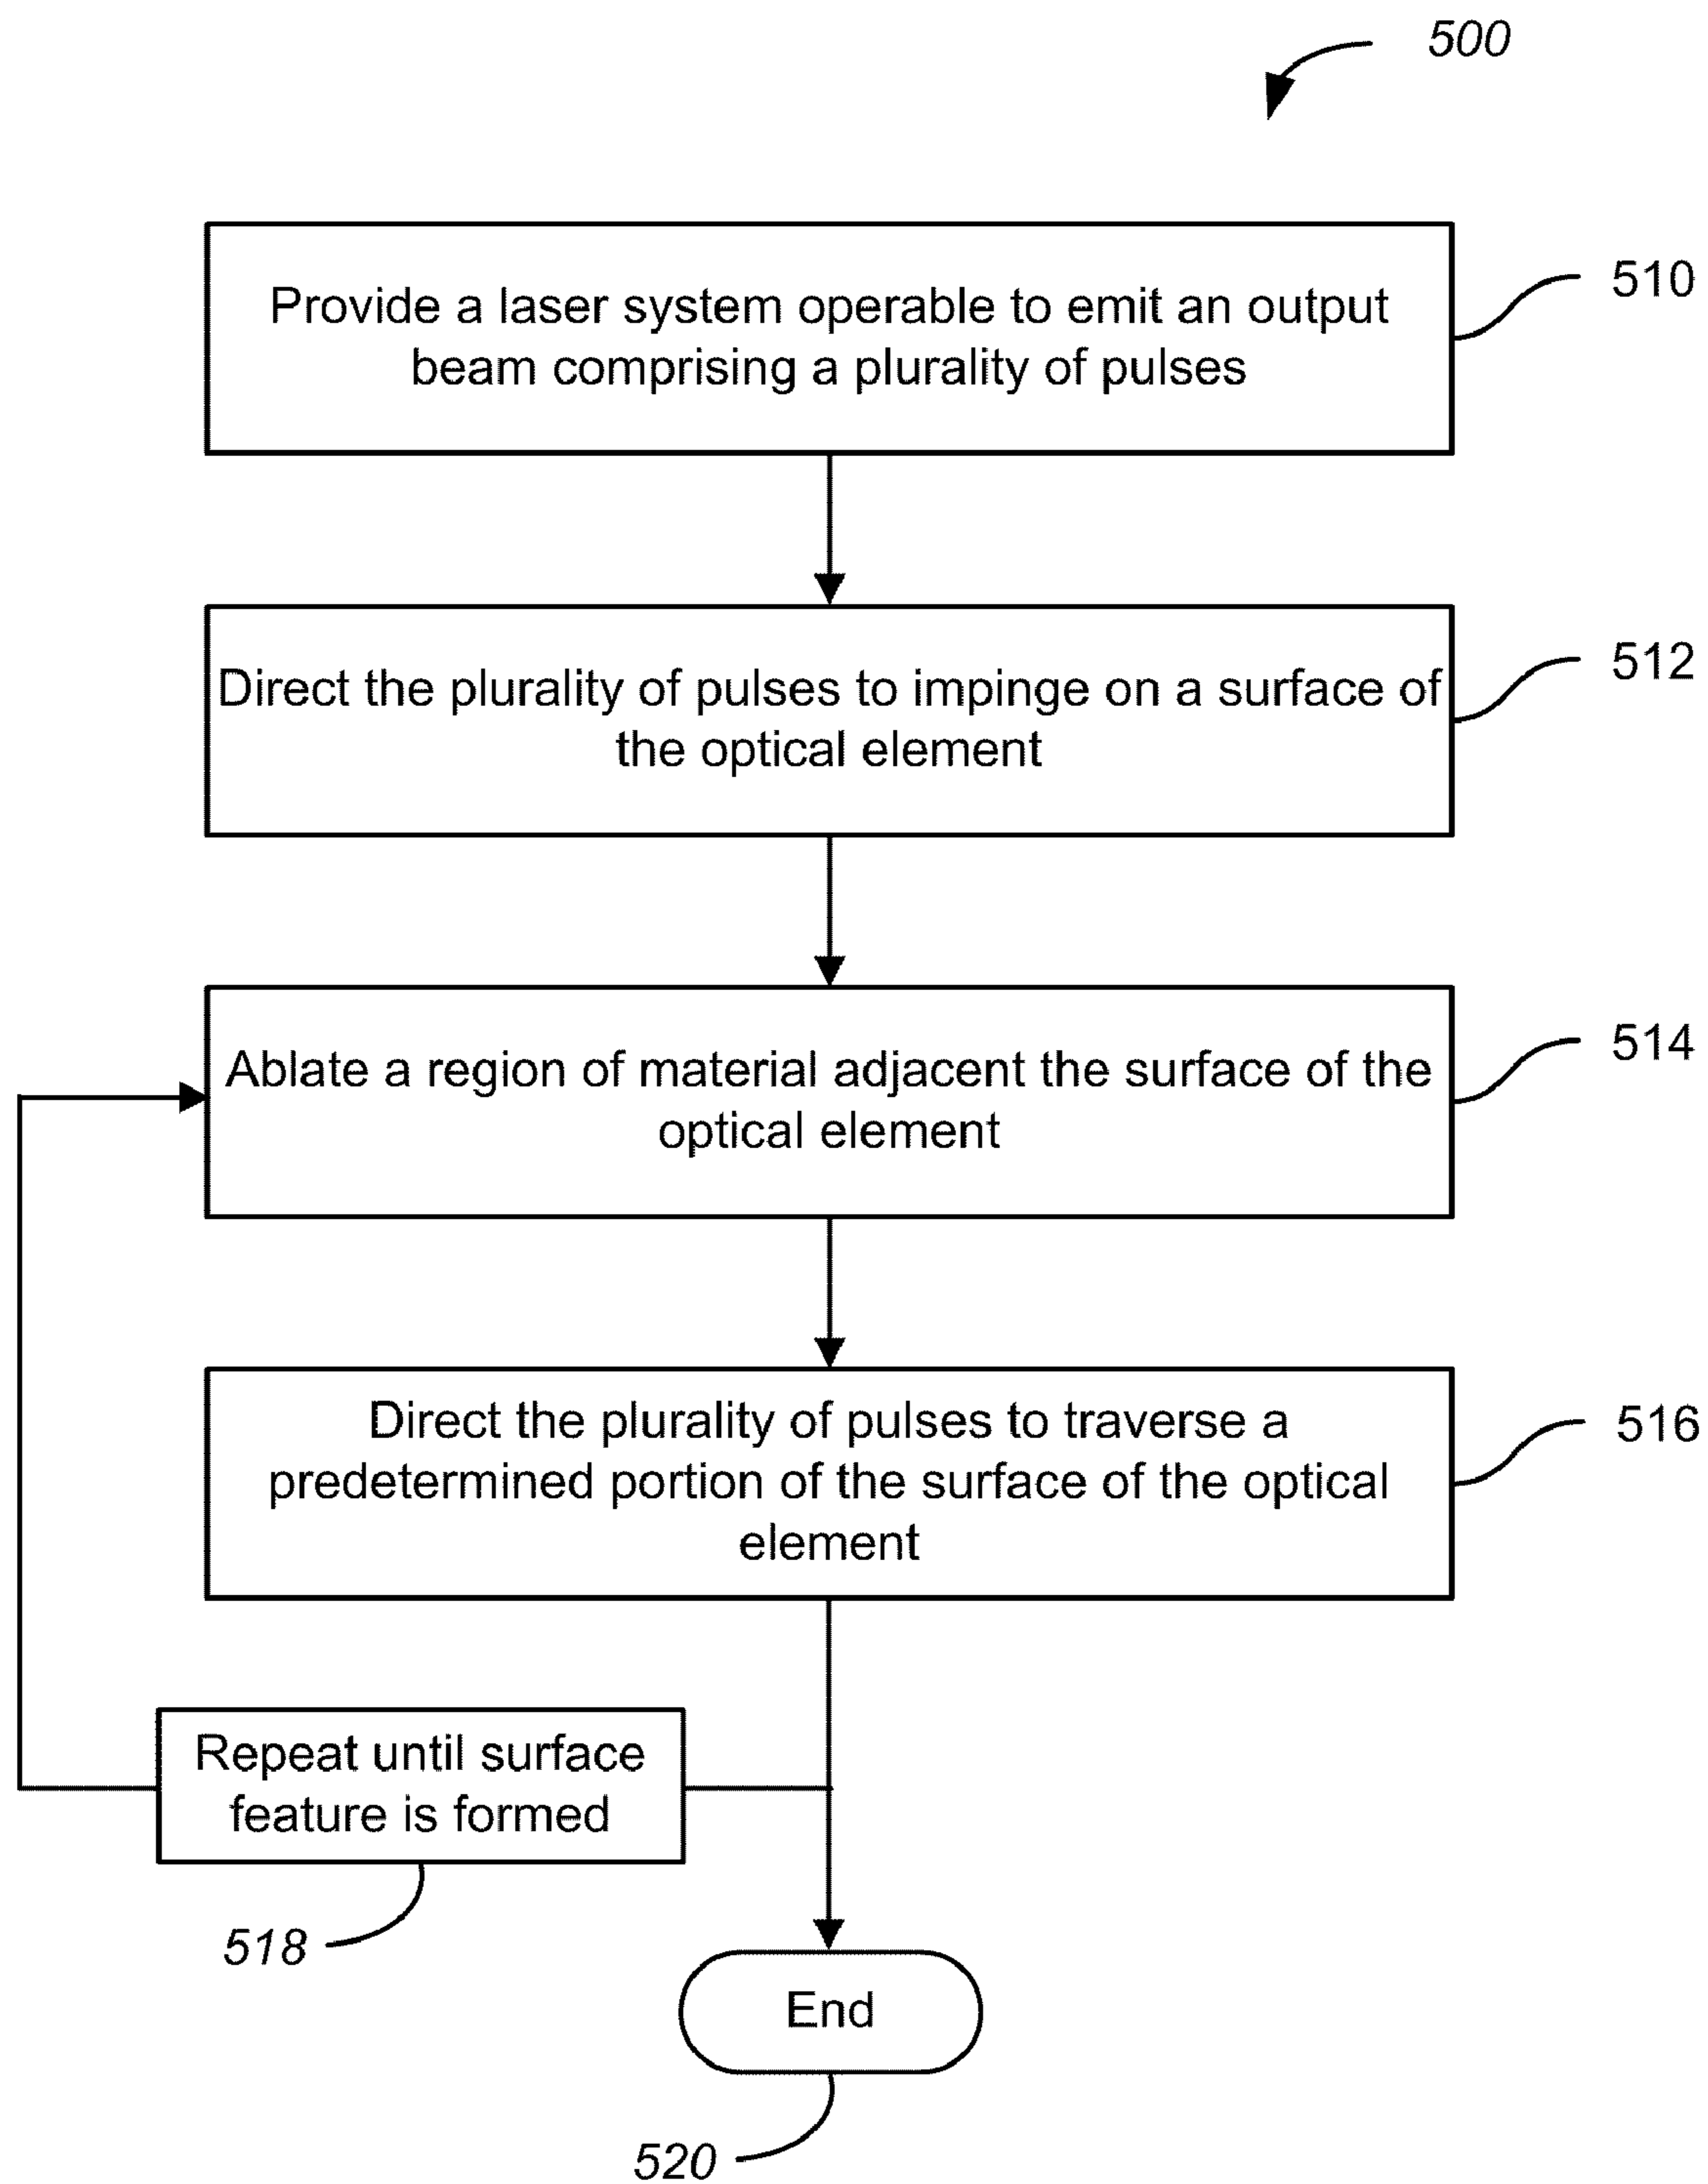 500
Provide a laser system operable to emit an output
beam comprising a plurality of pulses
510
Direct the plurality of pulses to impinge on a surface of
the optical element
512
Ablate a region of material adjacent the surface of the
optical element
514
Direct the plurality of pulses to traverse a
predetermined portion of the surface of the optical
element
516
Repeat until surface
feature is formed
518
End
520